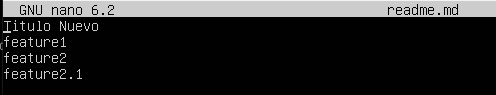 GNU nano 6.2 readme.md
Titulo Nuevo
feature1
feature2
feature2.1